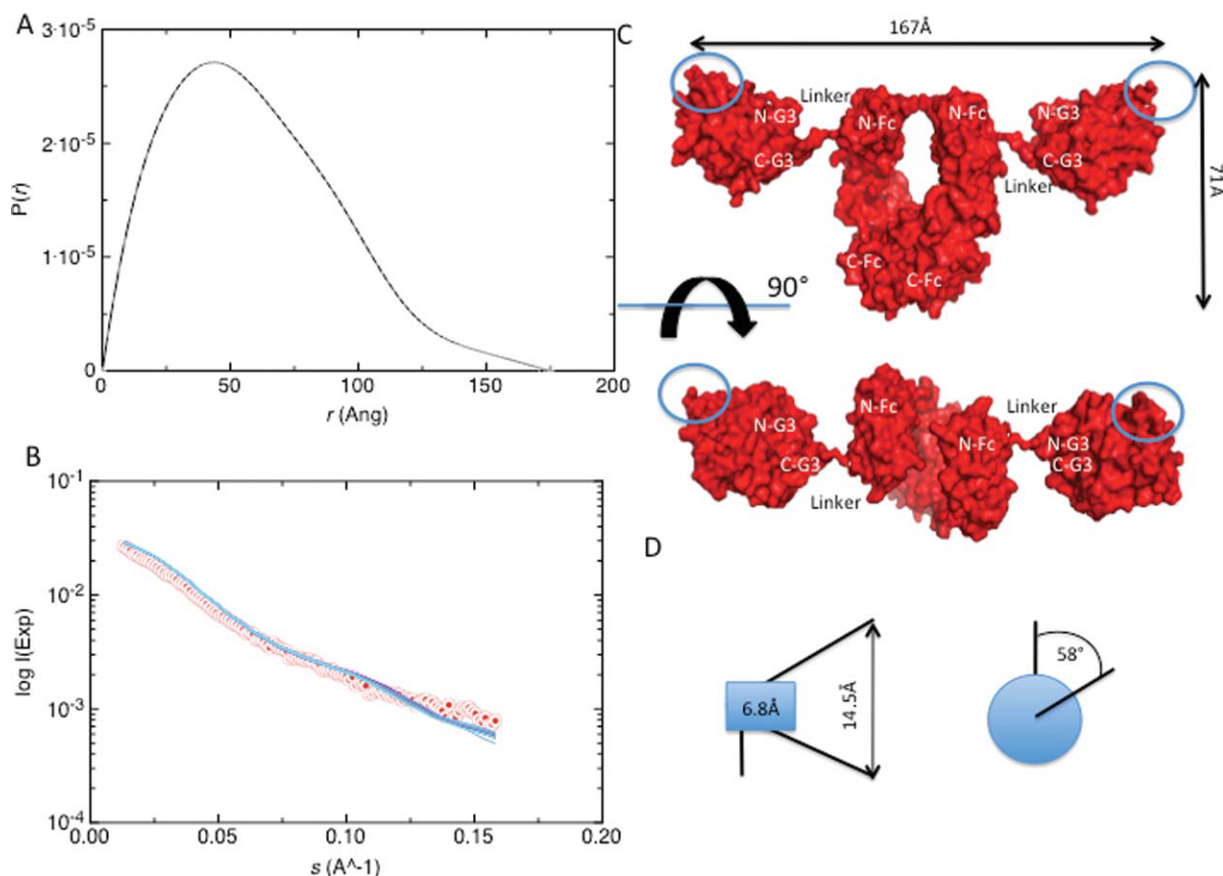 A
3·10⁻⁵
2·10⁻⁵
1·10⁻⁵
0
P(r)
0 50 100 150 200
r (Ang)
B
10⁻¹
10⁻²
10⁻³
10⁻⁴
log I(Exp)
0.00 0.05 0.10 0.15 0.20
s (A^-1)
C
167Å
71Å
Linker
N-G3 N-Fc N-Fc N-G3
C-G3 C-G3
Linker
C-Fc C-Fc
90°
N-Fc Linker
N-G3 N-Fc N-G3
C-G3 C-G3
Linker
D
6.8Å
14.5Å
58°